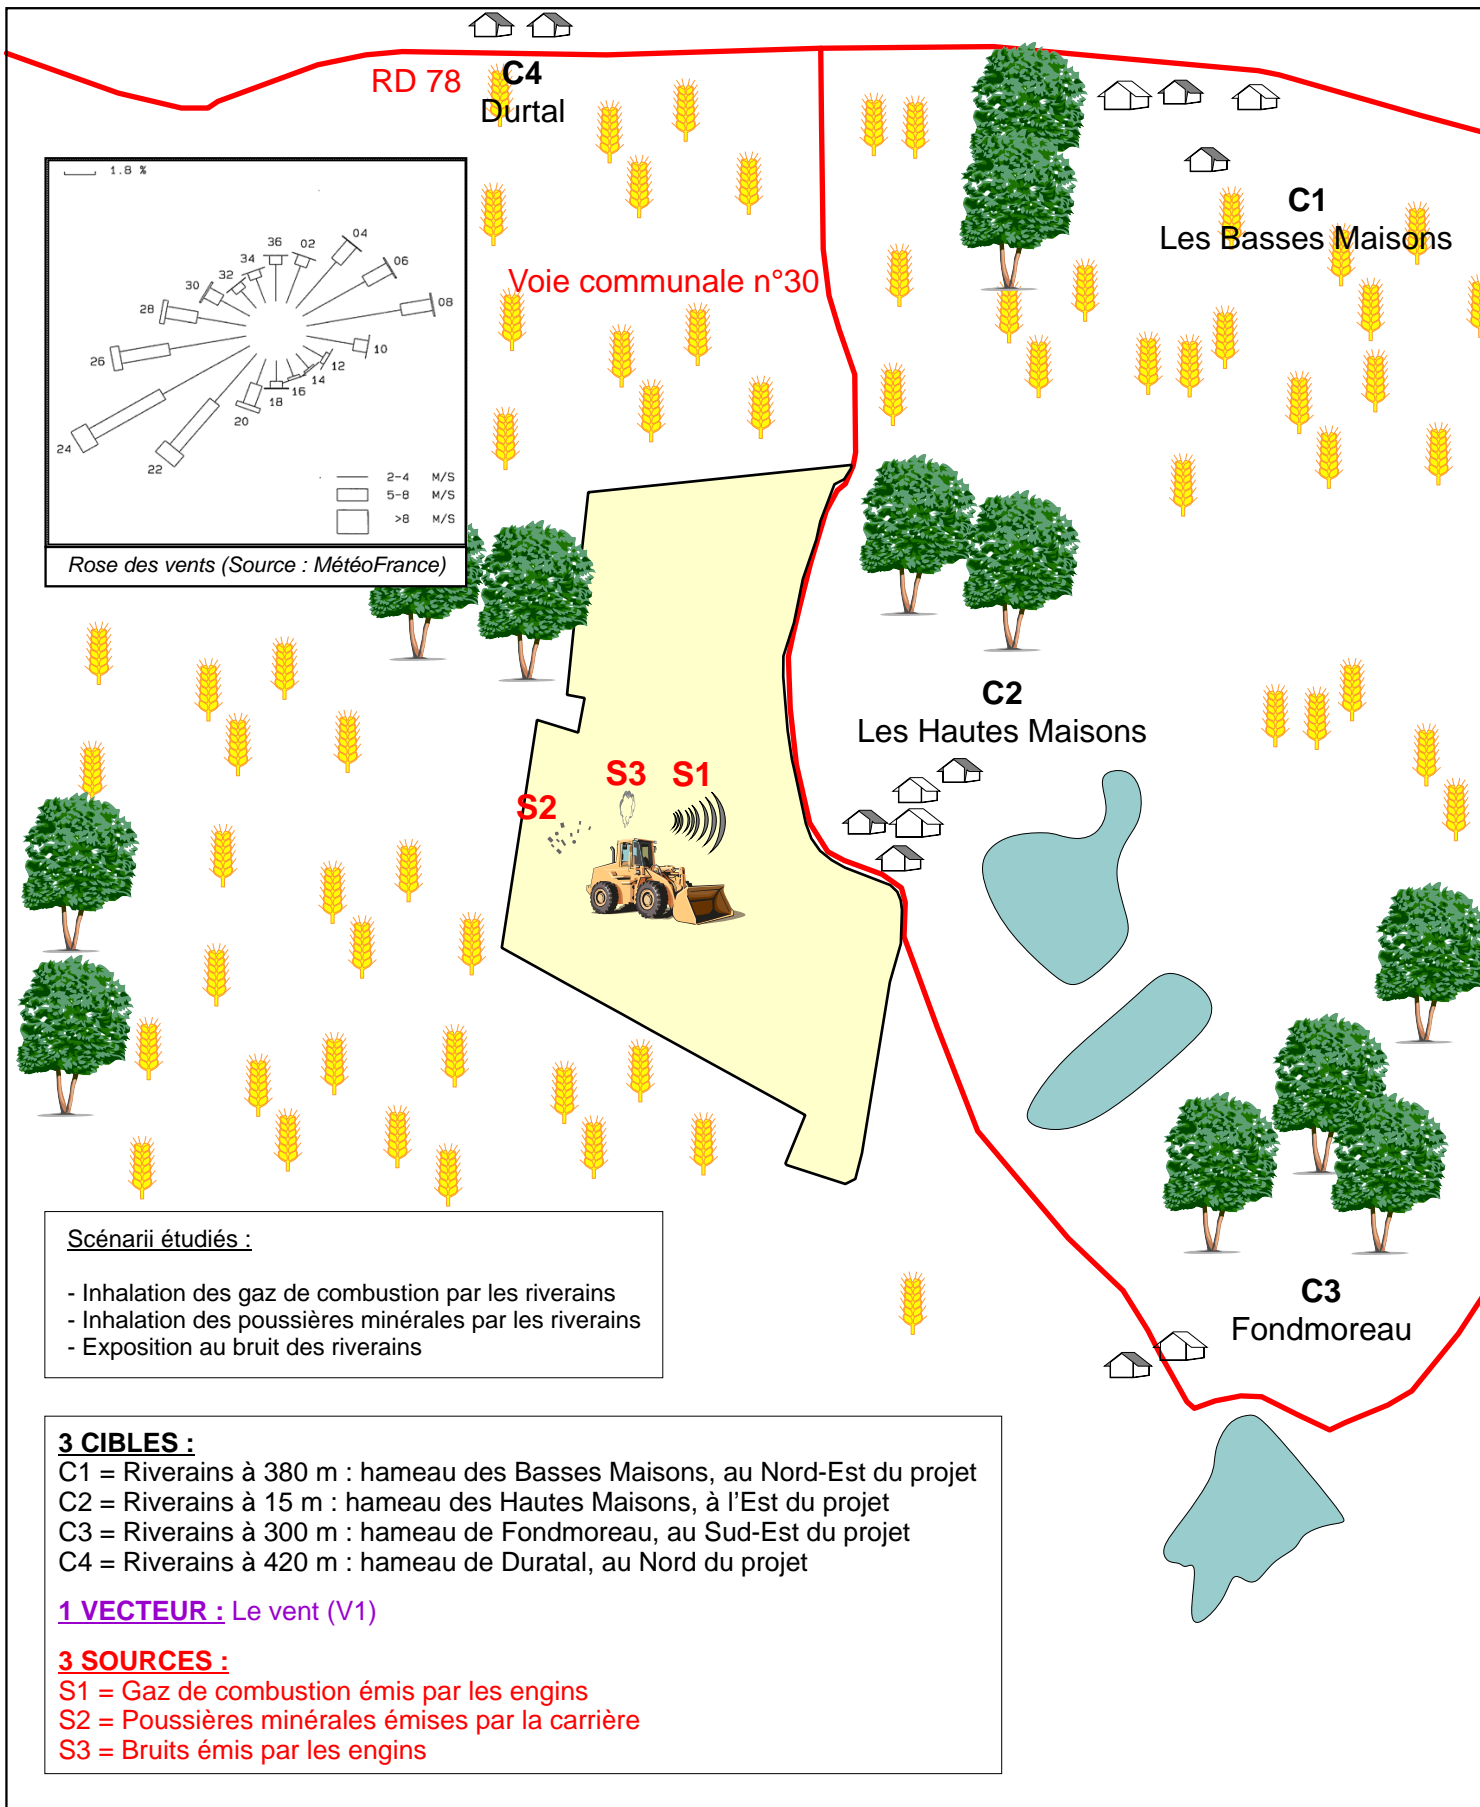 RD 78
C4
Durtal
1.8 %
36
02
04
34
32
06
30
08
28
10
26
12
14
16
18
20
24
22
2-4 M/S
5-8 M/S
>8 M/S
Rose des vents (Source : MétéoFrance)
Voie communale n°30
C1
Les Basses Maisons
C2
Les Hautes Maisons
S3
S1
S2
C3
Fondmoreau
Scénarii étudiés :
- Inhalation des gaz de combustion par les riverains
- Inhalation des poussières minérales par les riverains
- Exposition au bruit des riverains
3 CIBLES :
C1 = Riverains à 380 m : hameau des Basses Maisons, au Nord-Est du projet
C2 = Riverains à 15 m : hameau des Hautes Maisons, à l’Est du projet
C3 = Riverains à 300 m : hameau de Fondmoreau, au Sud-Est du projet
C4 = Riverains à 420 m : hameau de Duratal, au Nord du projet
1 VECTEUR : Le vent (V1)
3 SOURCES :
S1 = Gaz de combustion émis par les engins
S2 = Poussières minérales émises par la carrière
S3 = Bruits émis par les engins